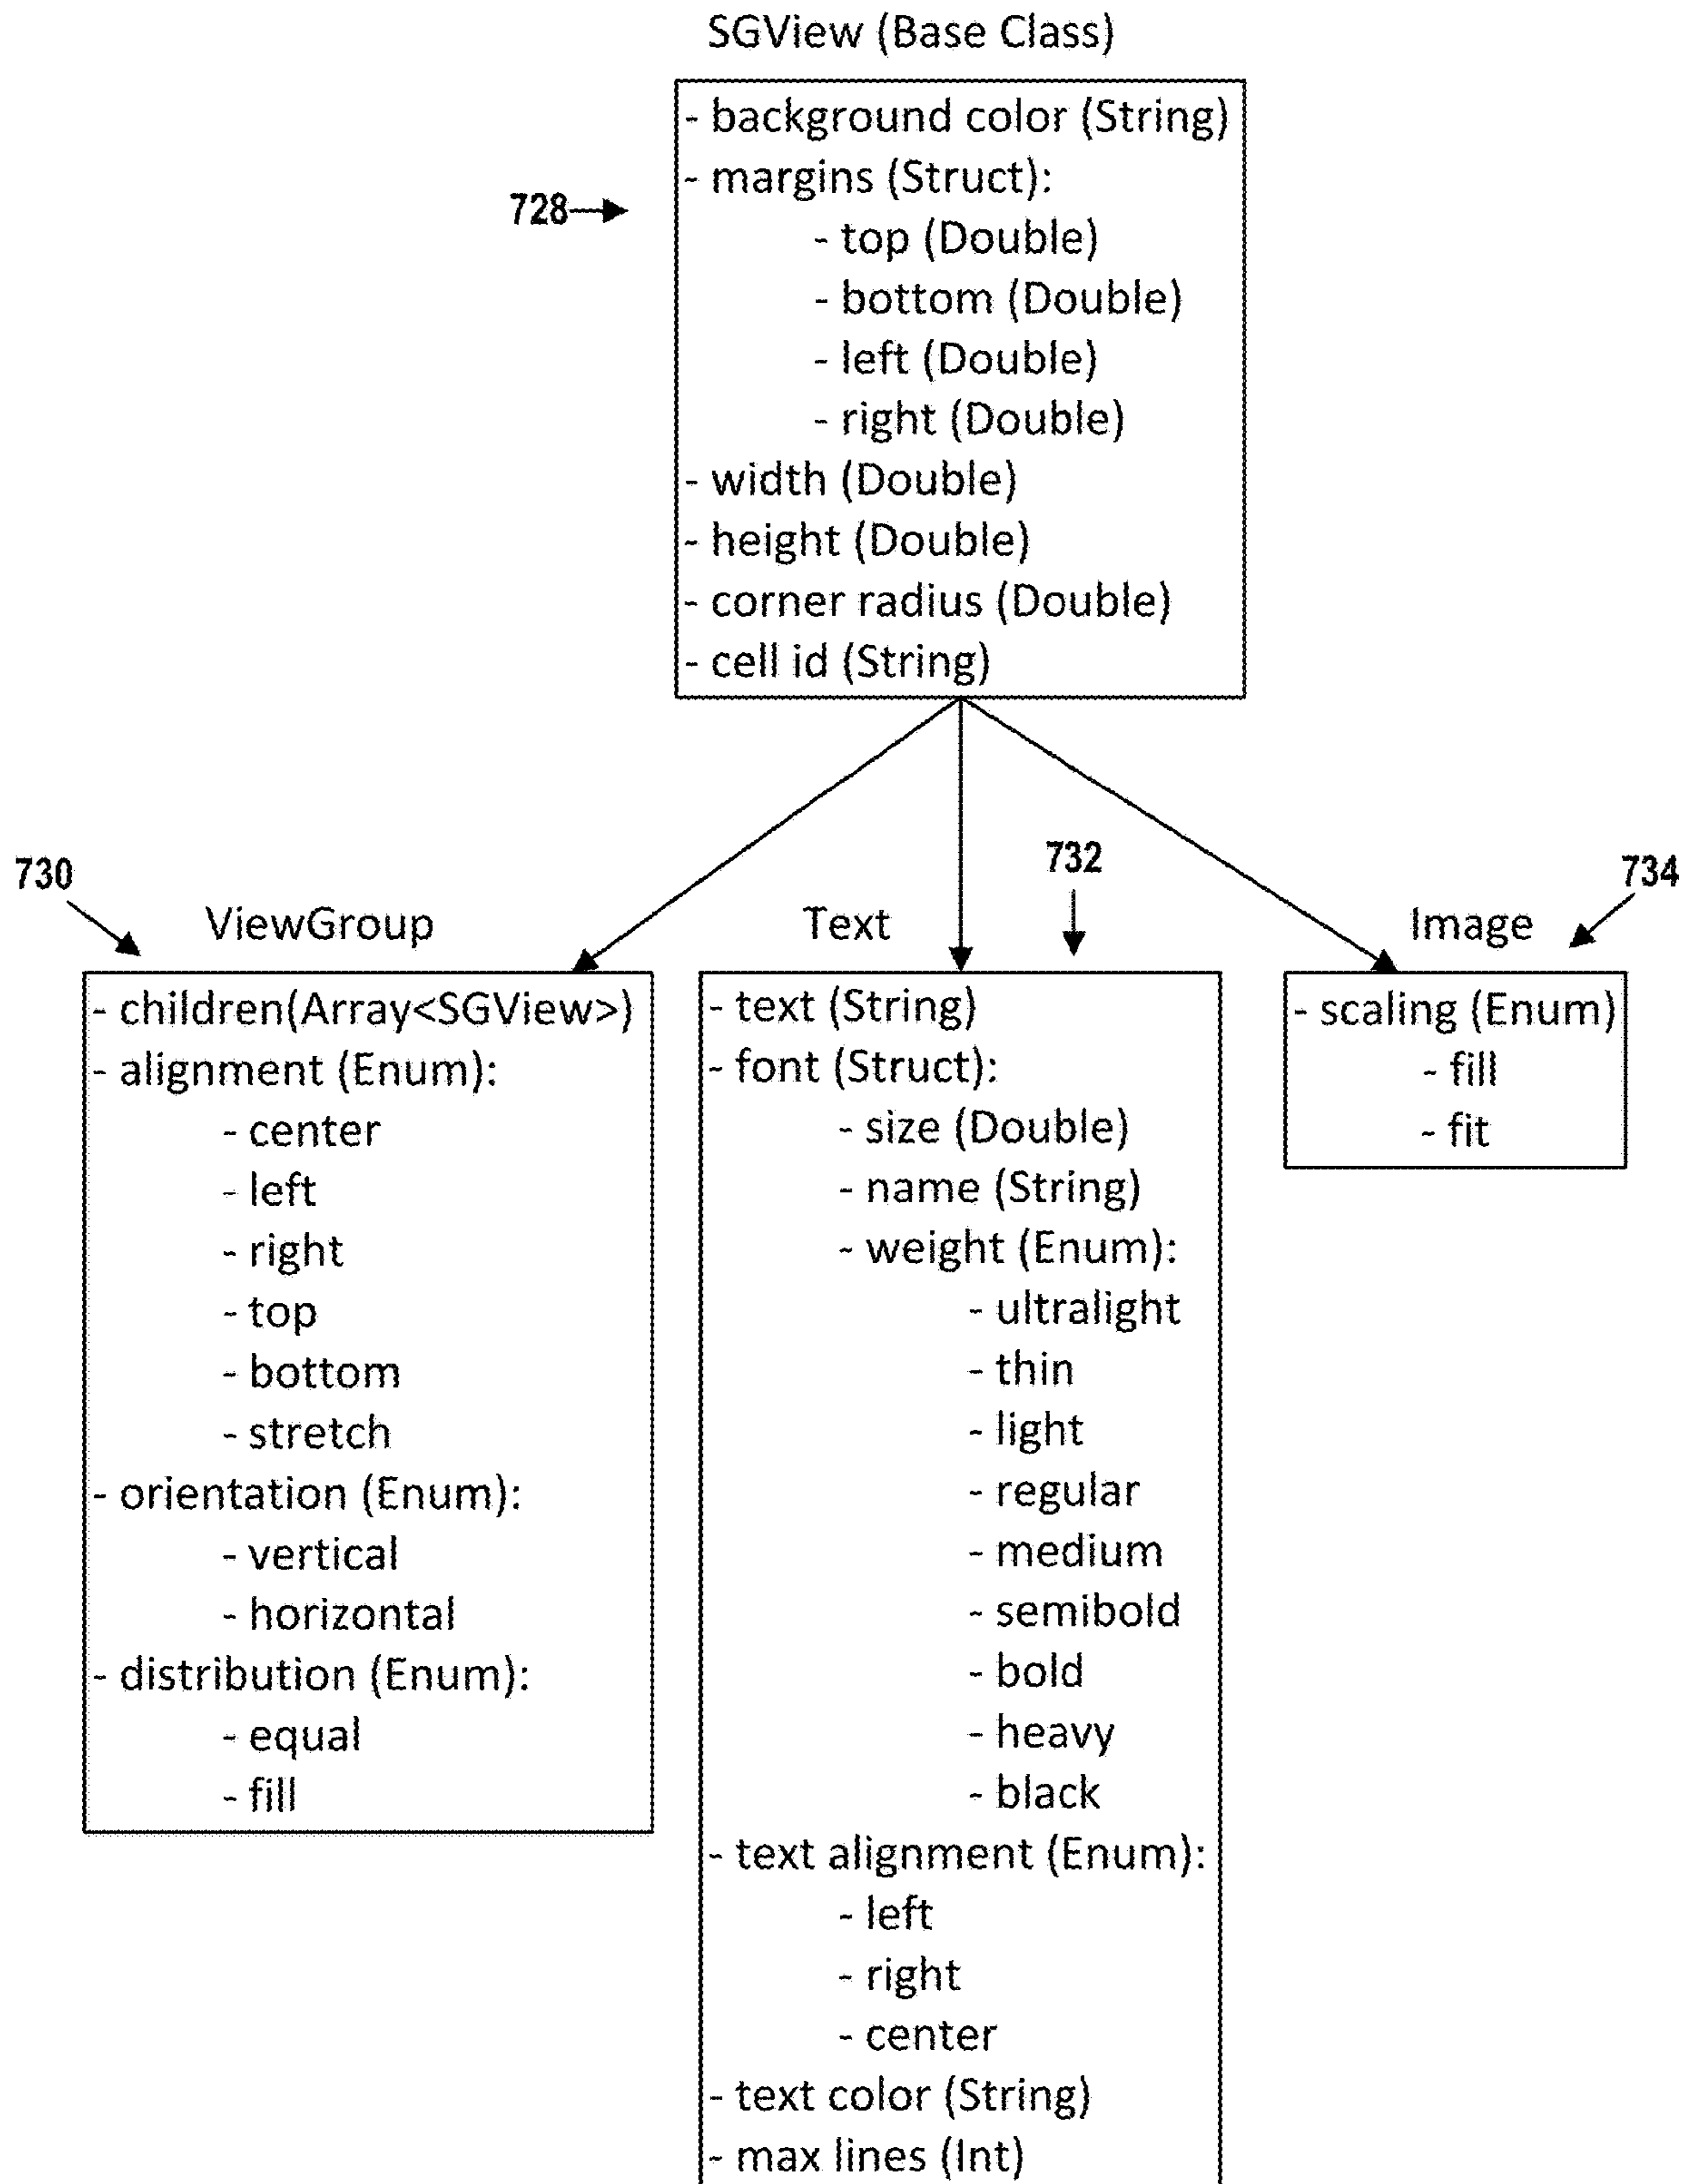 SGView (Base Class)
- background color (String)
- margins (Struct):
728
- top (Double)
- bottom (Double)
- left (Double)
- right (Double)
- width (Double)
- height (Double)
- corner radius (Double)
- cell id (String)
730
ViewGroup
- children(Array<SGView>)
- alignment (Enum):
- center
- left
- right
- top
- bottom
- stretch
- orientation (Enum):
- vertical
- horizontal
- distribution (Enum):
- equal
- fill
732
Text
- text (String)
- font (Struct):
- size (Double)
- name (String)
- weight (Enum):
- ultralight
- thin
- light
- regular
- medium
- semibold
- bold
- heavy
- black
- text alignment (Enum):
- left
- right
- center
- text color (String)
- max lines (Int)
734
Image
- scaling (Enum)
- fill
- fit